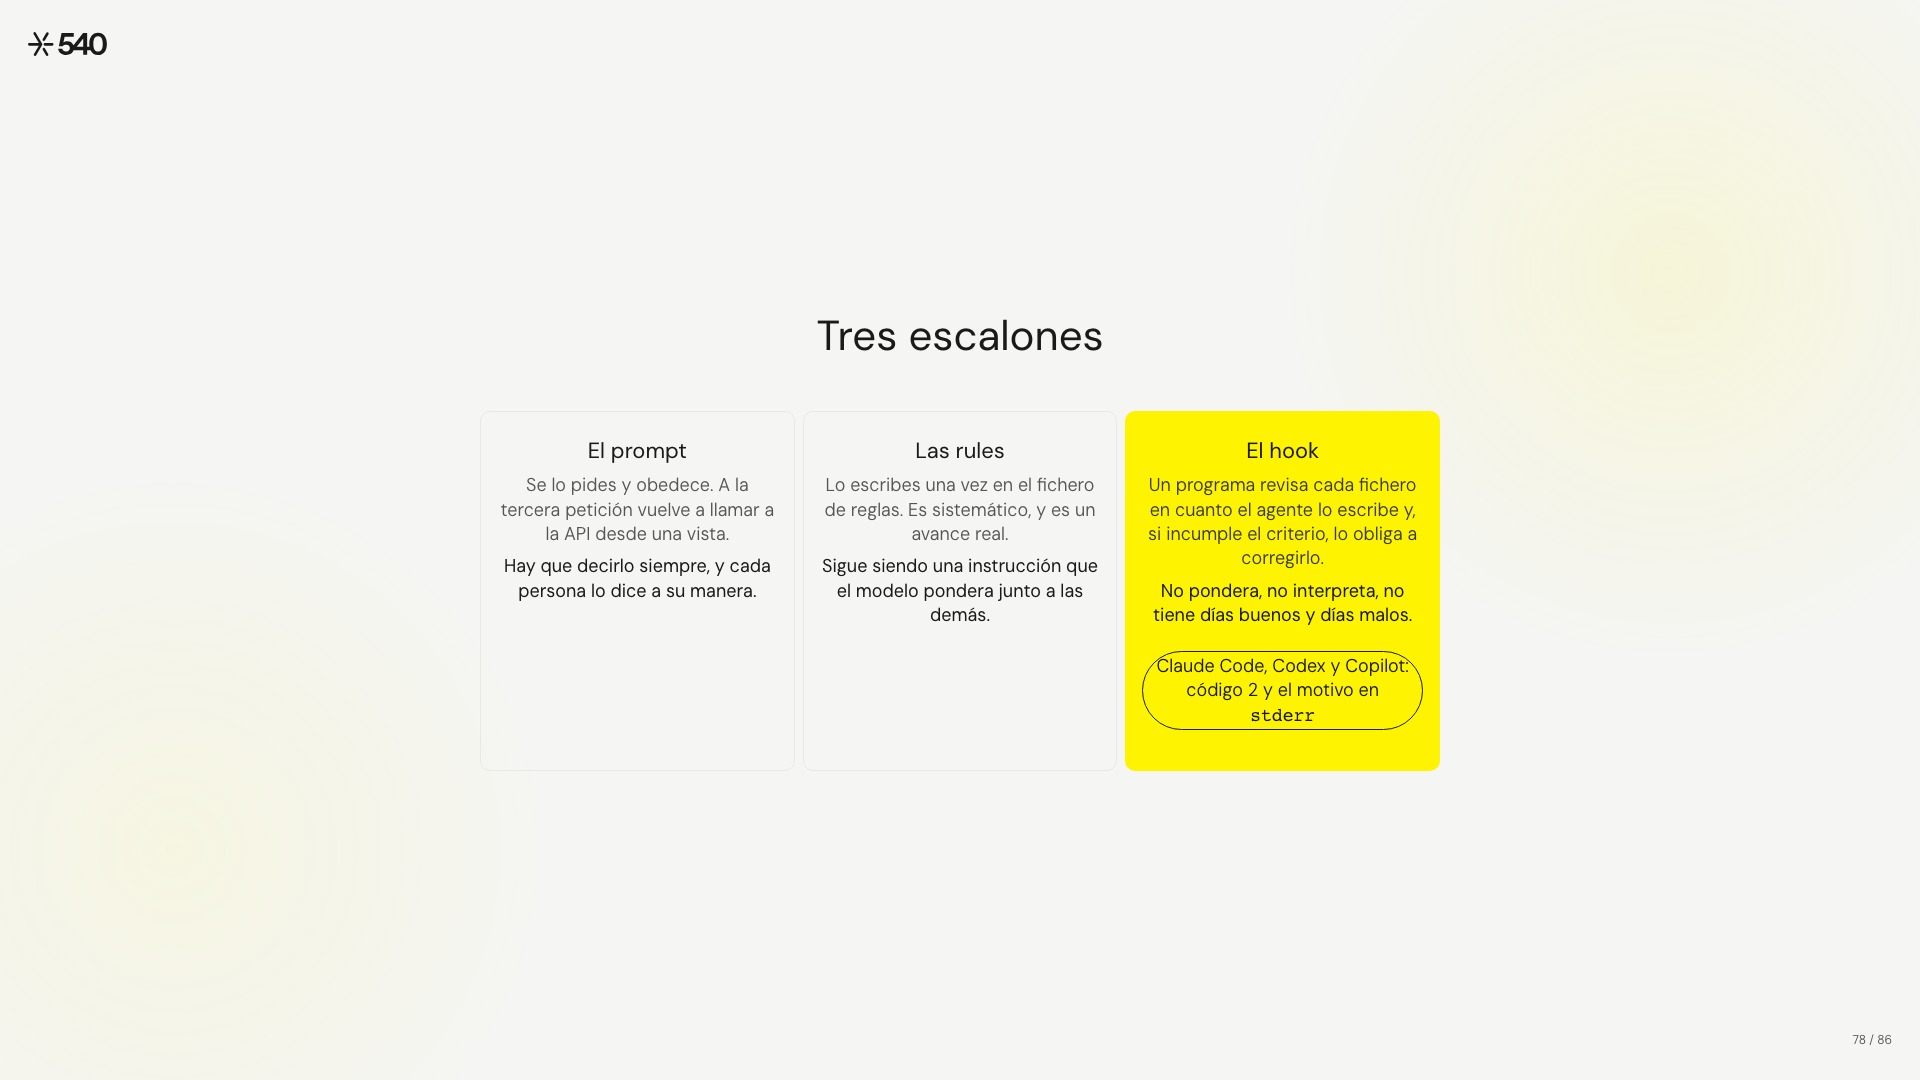 540
Tres escalones
El prompt
Se lo pides y obedece. A la
tercera petición vuelve a llamar a
la API desde una vista.
Hay que decirlo siempre, y cada
persona lo dice a su manera.
Las rules
Lo escribes una vez en el fichero
de reglas. Es sistemático, y es un
avance real.
Sigue siendo una instrucción que
el modelo pondera junto a las
demás.
El hook
Un programa revisa cada fichero
en cuanto el agente lo escribe y,
si incumple el criterio, lo obliga a
corregirlo.
No pondera, no interpreta, no
tiene días buenos y días malos.
Claude Code, Codex y Copilot:
código 2 y el motivo en
stderr
78 / 86